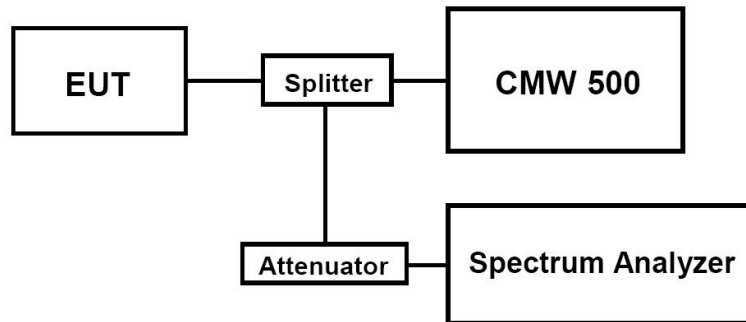 EUT
Splitter
CMW 500
Attenuator
Spectrum Analyzer